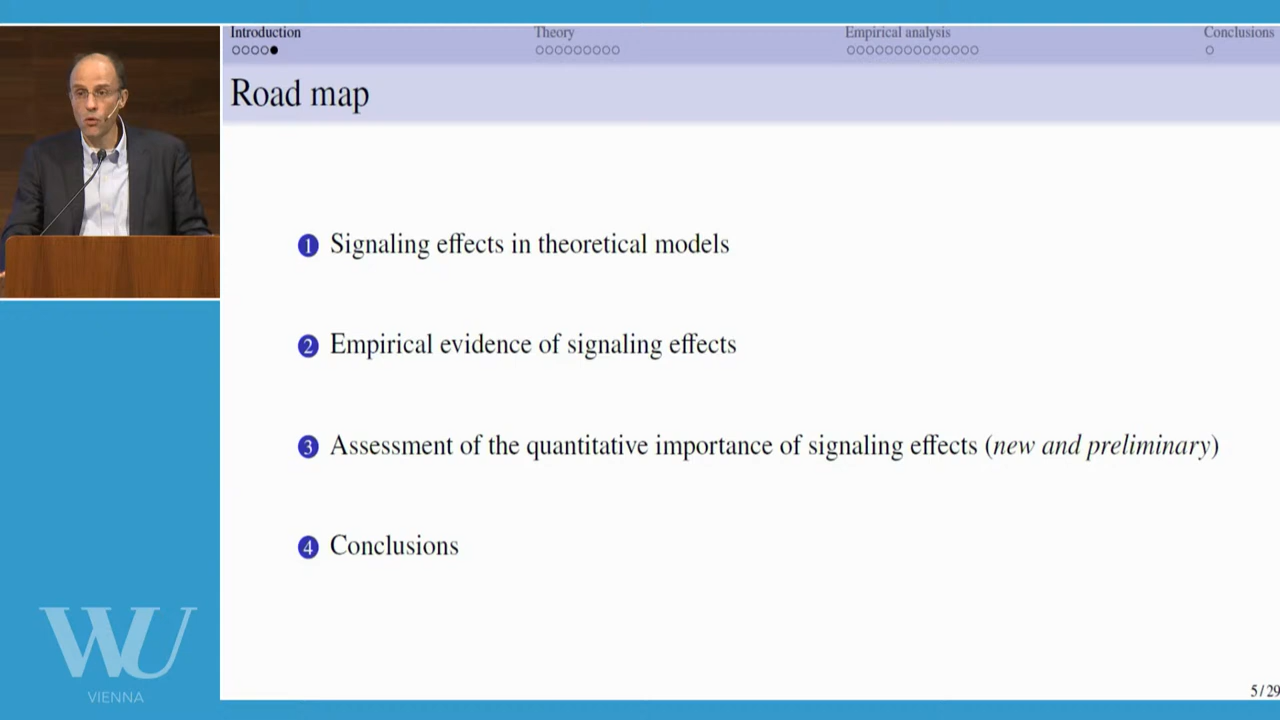 Introduction Theory Empirical analysis Conclusions
Road map
1 Signaling effects in theoretical models
2 Empirical evidence of signaling effects
3 Assessment of the quantitative importance of signaling effects (new and preliminary)
4 Conclusions
WU
VIENNA
5 / 29